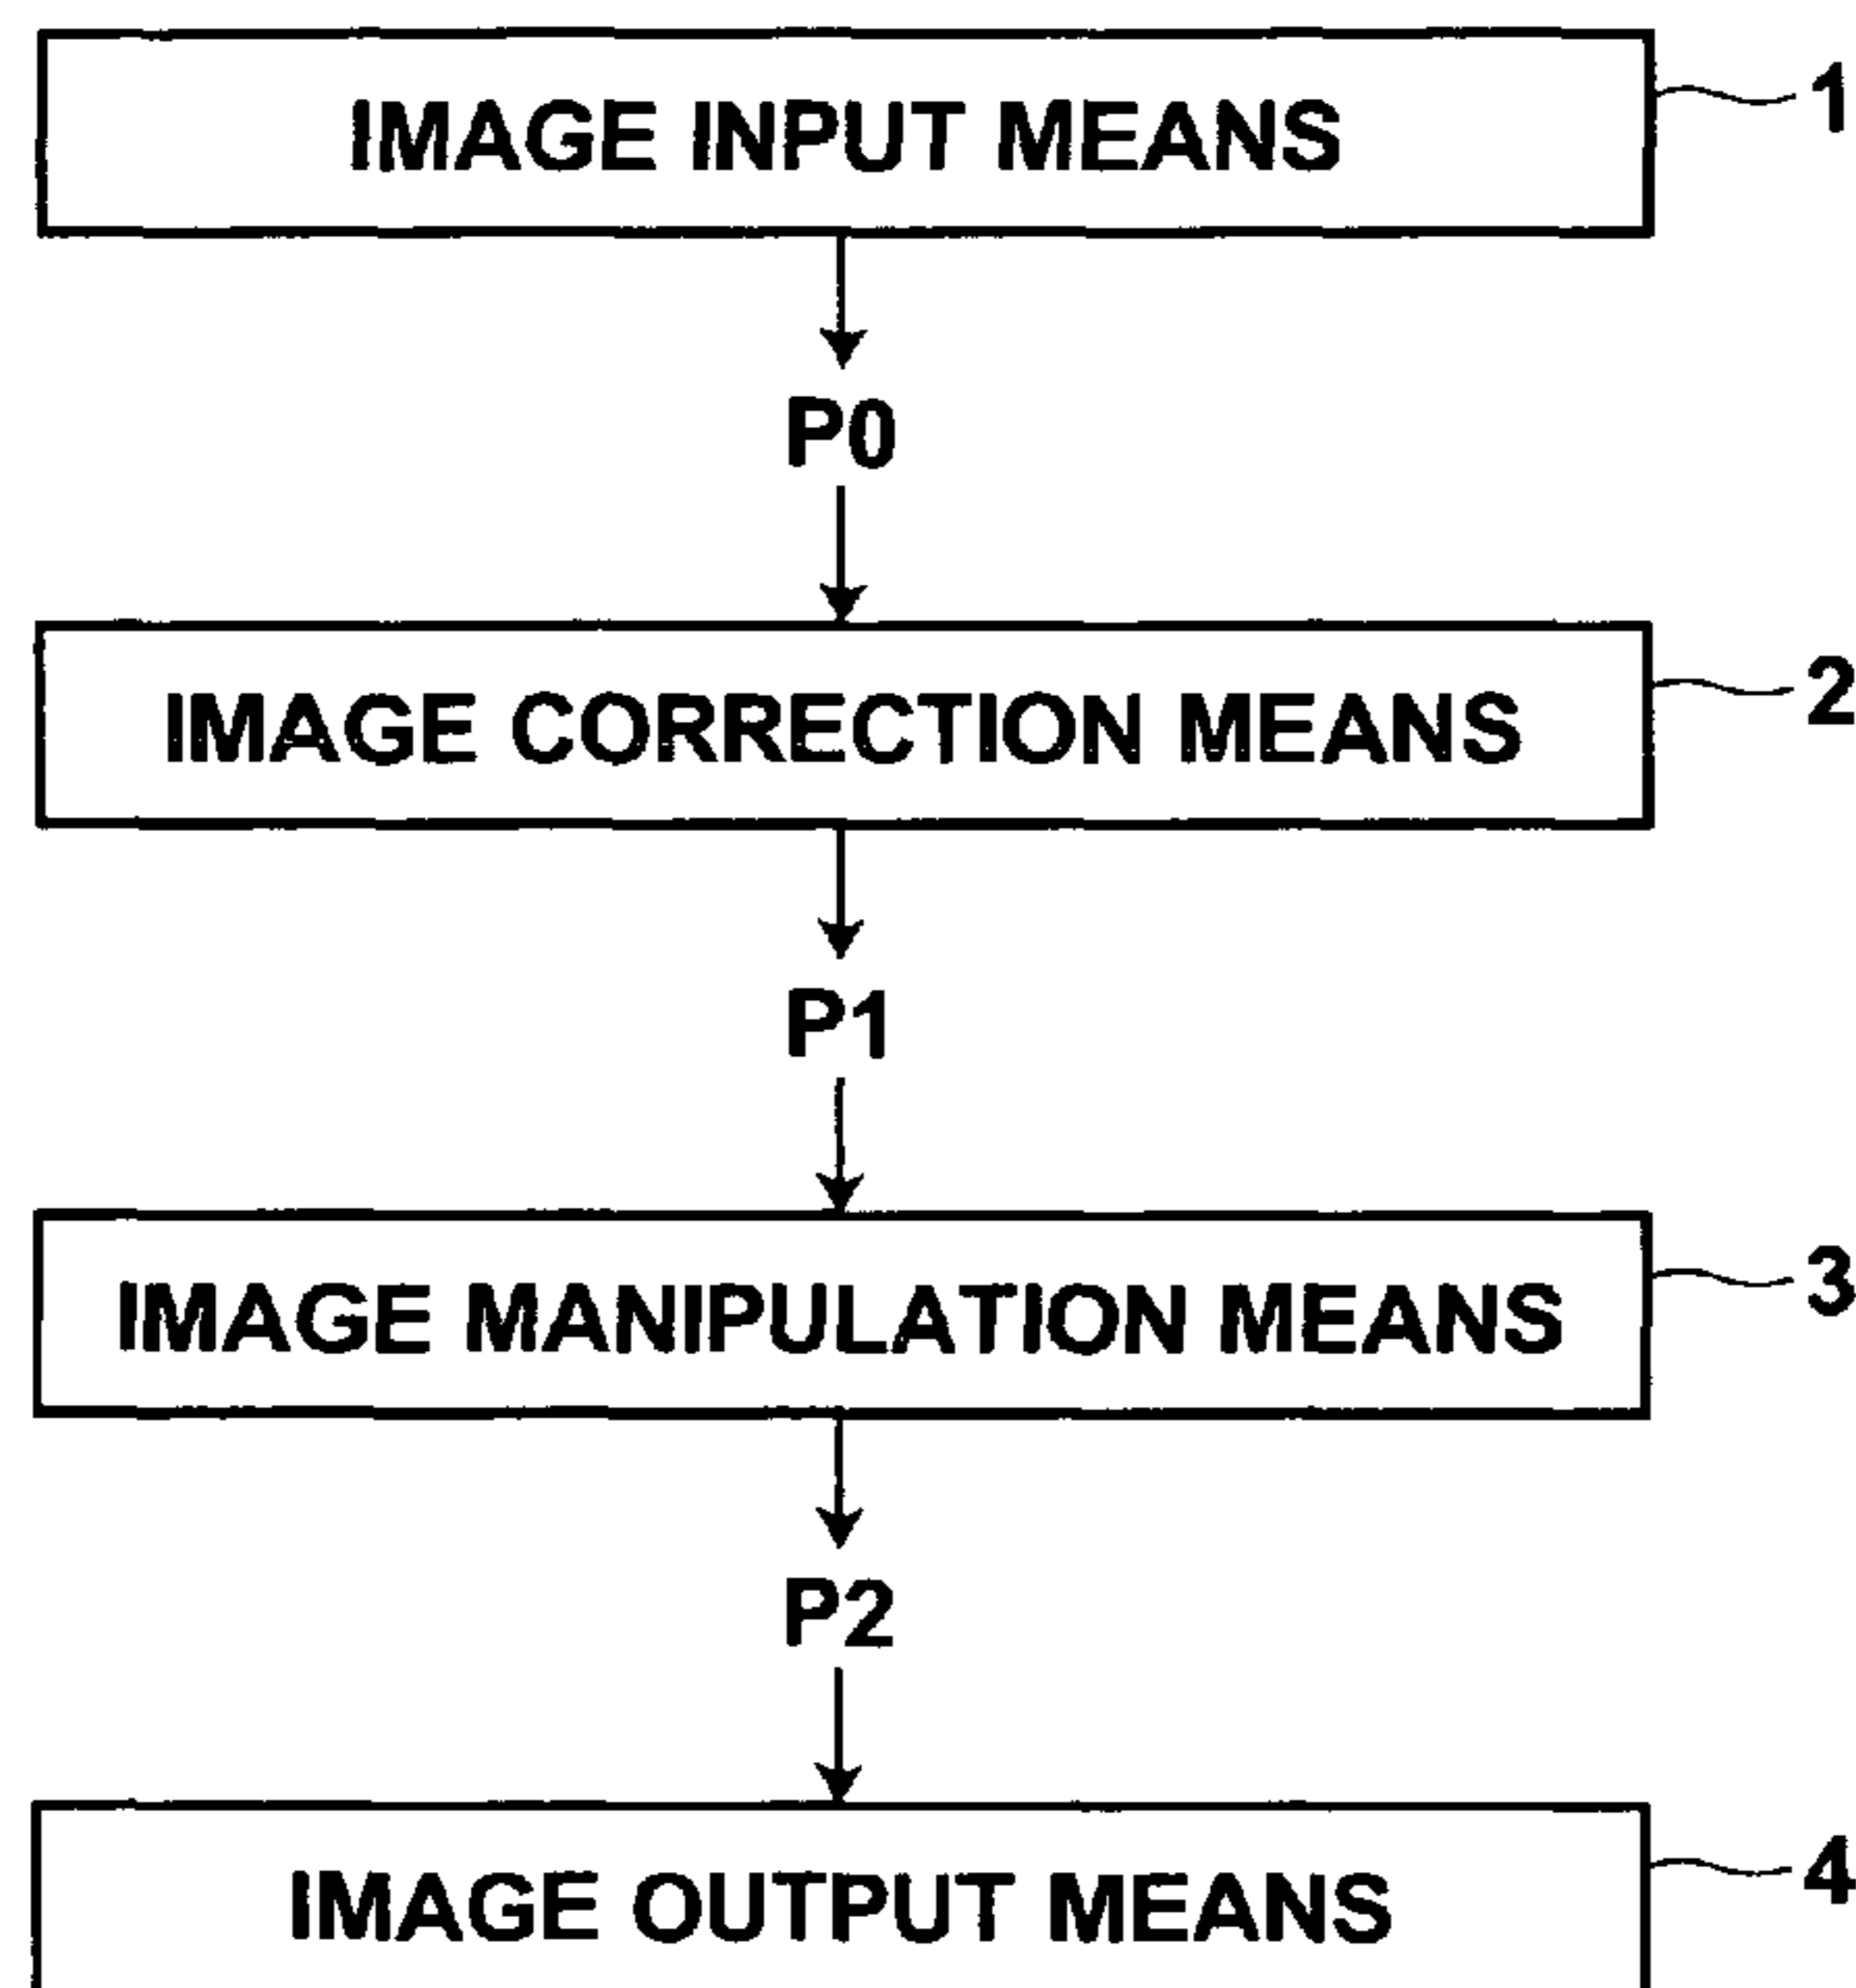 IMAGE INPUT MEANS 1
P0
IMAGE CORRECTION MEANS 2
P1
IMAGE MANIPULATION MEANS 3
P2
IMAGE OUTPUT MEANS 4